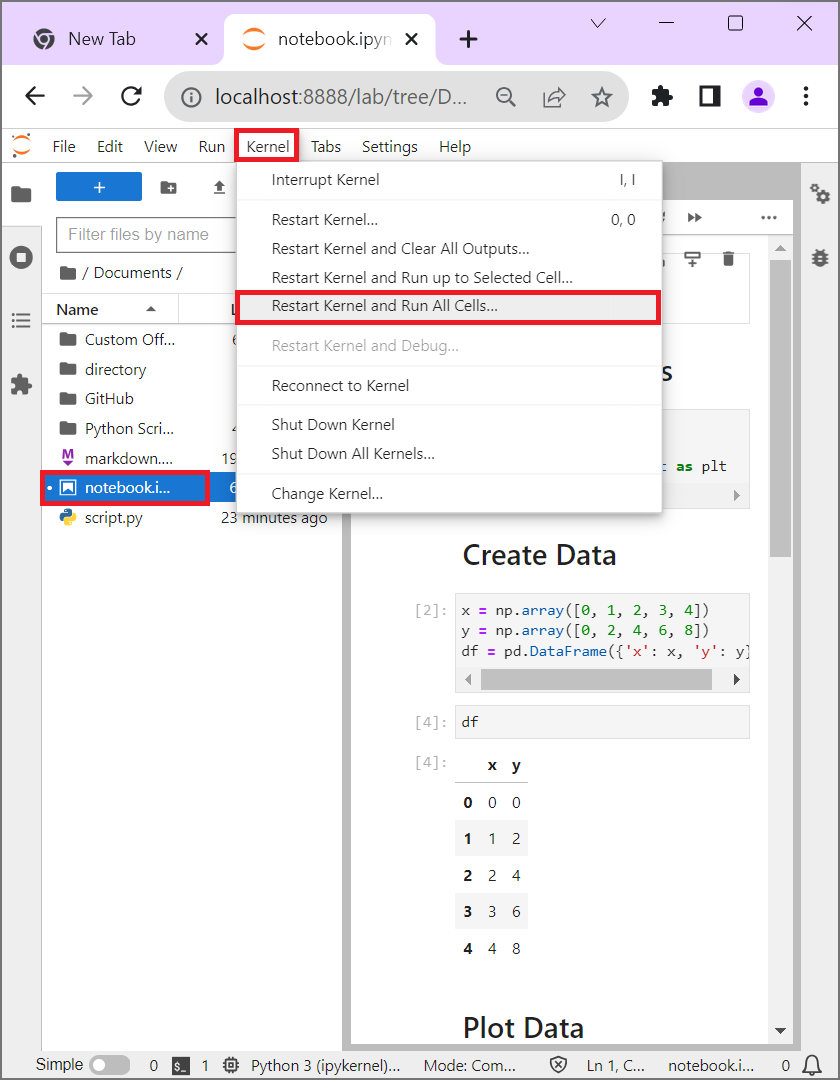 New Tab
notebook.ipyn
localhost:8888/lab/tree/D...
File Edit View Run Kernel Tabs Settings Help
Interrupt Kernel I, I
Restart Kernel... 0, 0
Restart Kernel and Clear All Outputs...
Restart Kernel and Run up to Selected Cell...
Restart Kernel and Run All Cells...
Restart Kernel and Debug...
Reconnect to Kernel
Shut Down Kernel
Shut Down All Kernels...
Change Kernel...
Filter files by name
/ Documents /
Name
Custom Off...
directory
GitHub
Python Scri...
markdown.... 19
notebook.i... 6
script.py 23 minutes ago
s
as plt
Create Data
[2]: x = np.array([0, 1, 2, 3, 4])
y = np.array([0, 2, 4, 6, 8])
df = pd.DataFrame({'x': x, 'y': y}
[4]: df
[4]: x y
0 0 0
1 1 2
2 2 4
3 3 6
4 4 8
Plot Data
Simple 0 $_ 1 Python 3 (ipykernel)... Mode: Com... Ln 1, C... notebook.i... 0